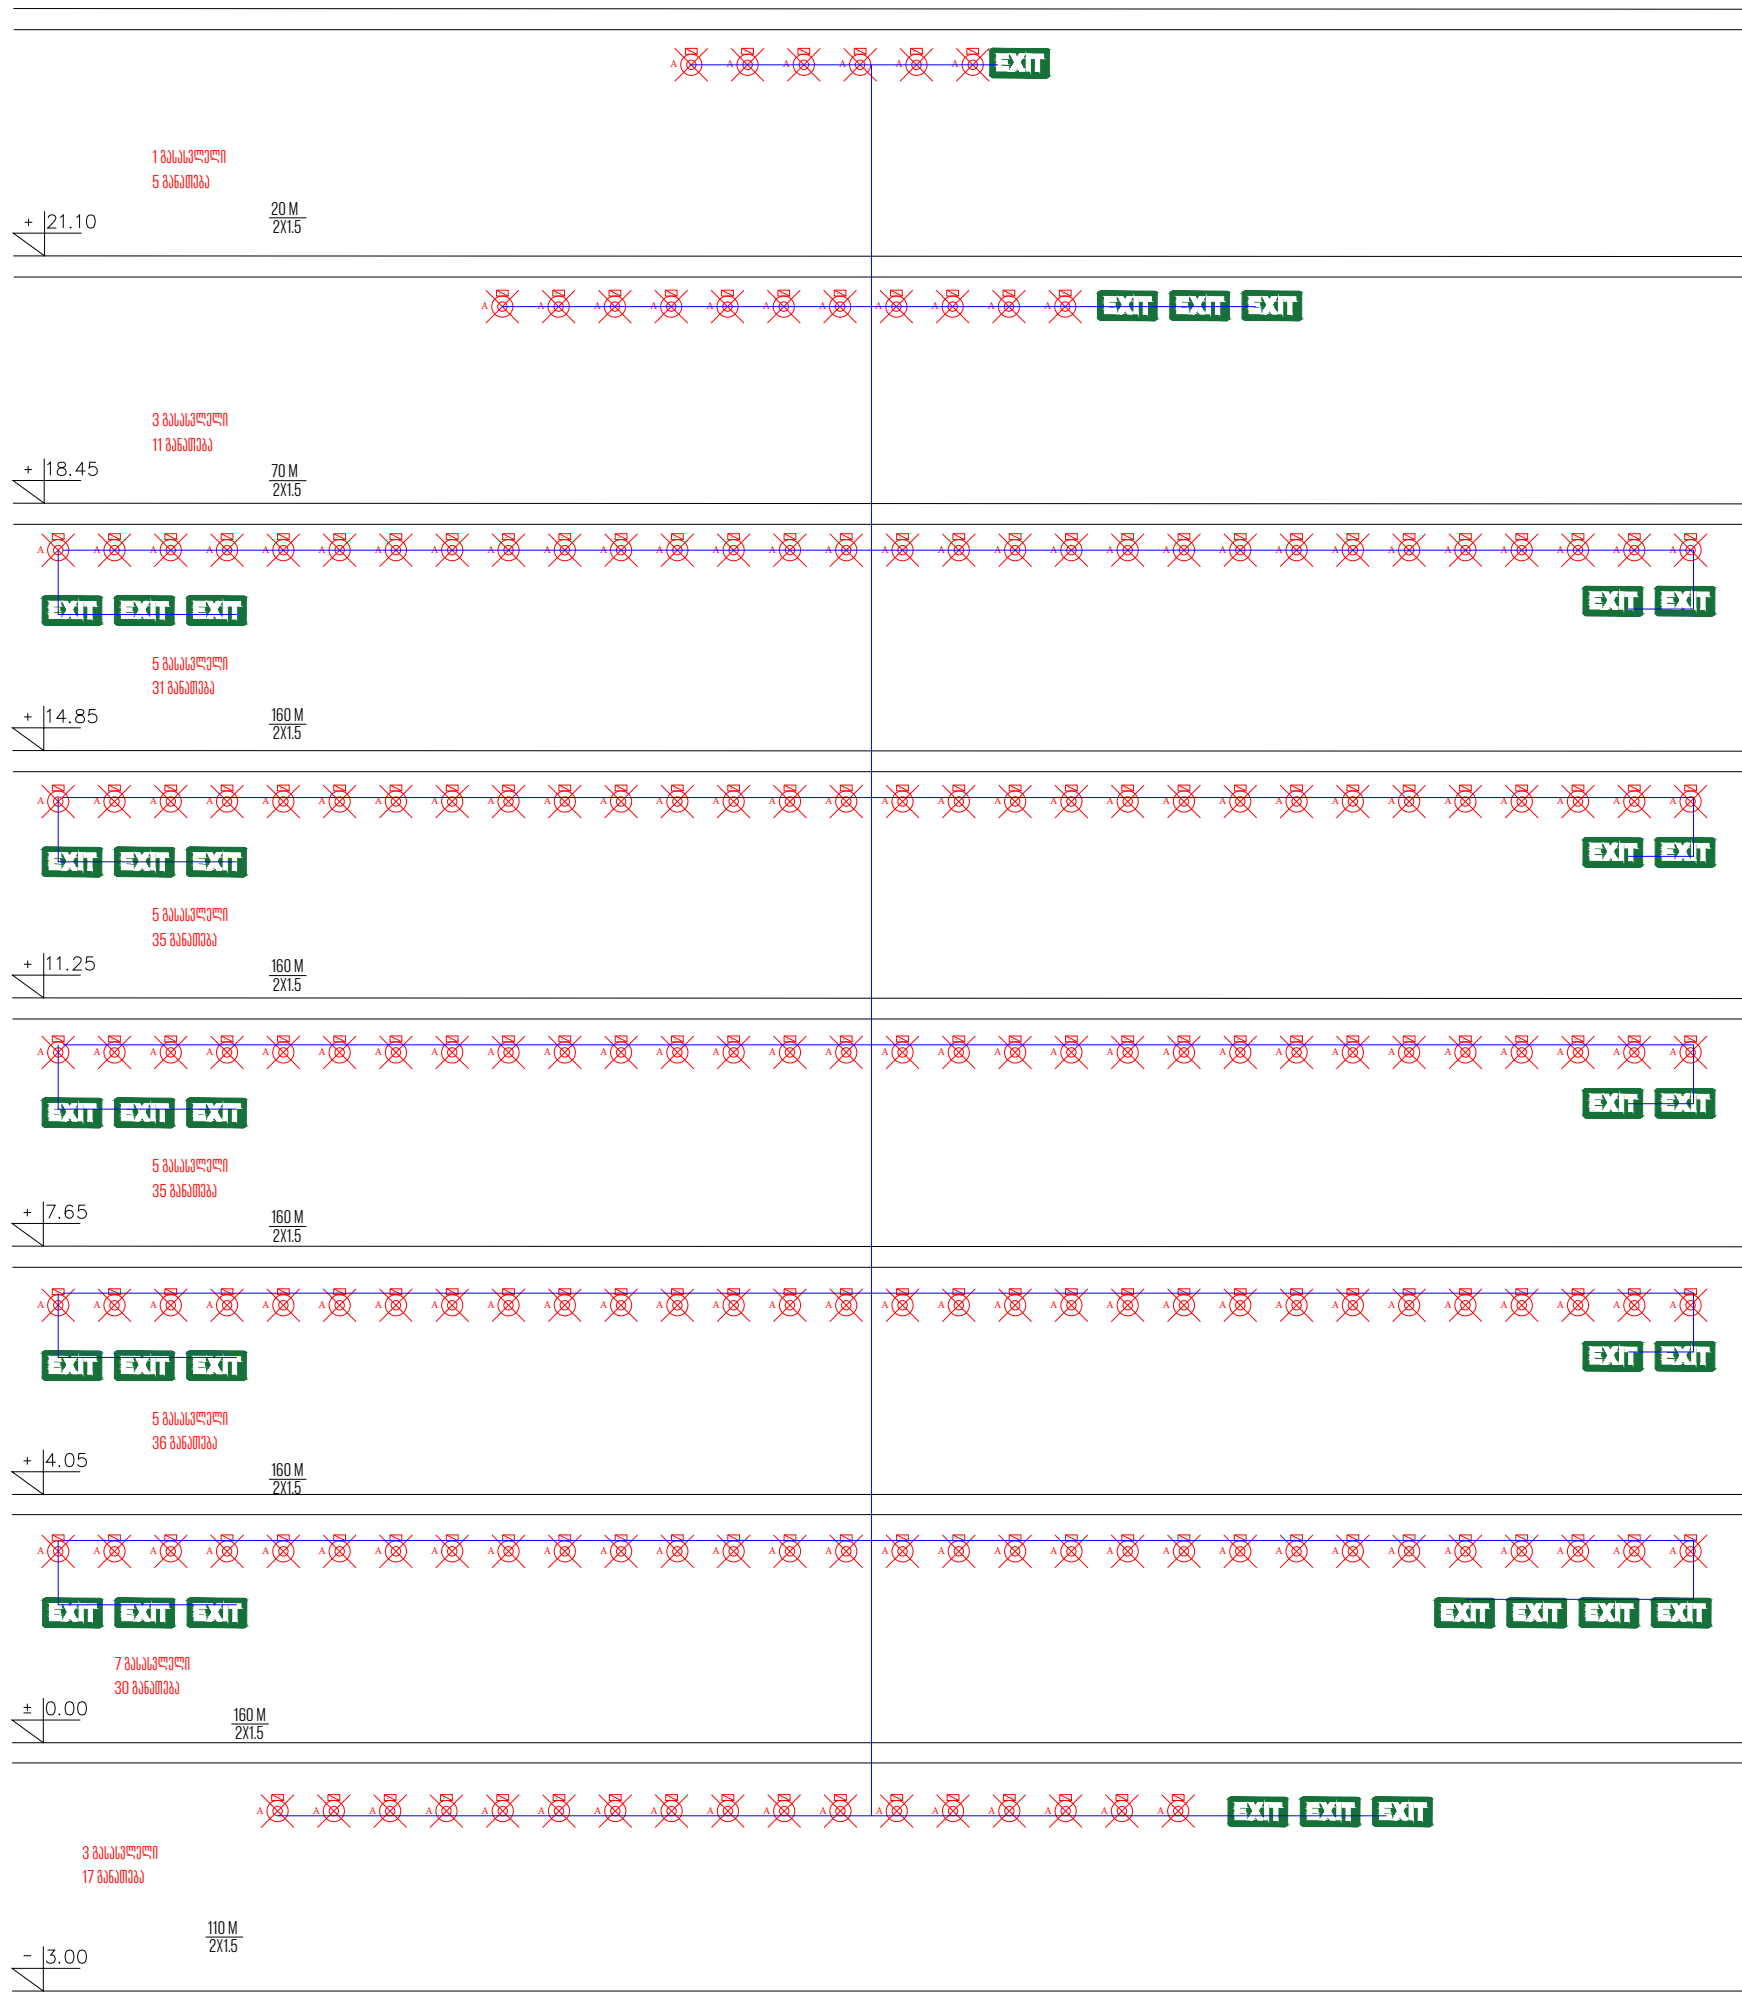 A A A A A A EXIT
1 გასასვლელი
5 განათება
+ 21.10
20 M
2X1.5
A A A A A A A A A A A EXIT EXIT EXIT
3 გასასვლელი
11 განათება
+ 18.45
70 M
2X1.5
A A A A A A A A A A A A A A A A A A A A A A A A A A A A A A
EXIT EXIT EXIT EXIT EXIT
5 გასასვლელი
31 განათება
+ 14.85
160 M
2X1.5
A A A A A A A A A A A A A A A A A A A A A A A A A A A A A A
EXIT EXIT EXIT EXIT EXIT
5 გასასვლელი
35 განათება
+ 11.25
160 M
2X1.5
A A A A A A A A A A A A A A A A A A A A A A A A A A A A A A
EXIT EXIT EXIT EXIT EXIT
5 გასასვლელი
35 განათება
+ 7.65
160 M
2X1.5
A A A A A A A A A A A A A A A A A A A A A A A A A A A A A A
EXIT EXIT EXIT EXIT EXIT
5 გასასვლელი
36 განათება
+ 4.05
160 M
2X1.5
A A A A A A A A A A A A A A A A A A A A A A A A A A A A A A
EXIT EXIT EXIT EXIT EXIT EXIT EXIT
7 გასასვლელი
30 განათება
± 0.00
160 M
2X1.5
A A A A A A A A A A A A A A A A A EXIT EXIT EXIT
3 გასასვლელი
17 განათება
110 M
2X1.5
- 3.00